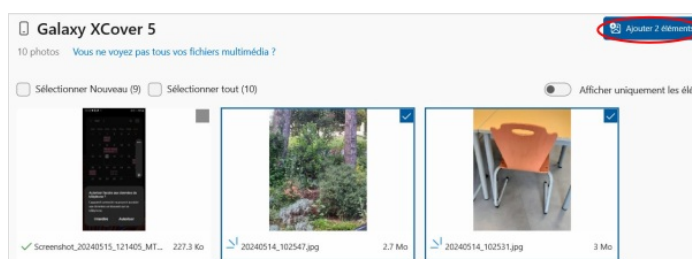 Galaxy XCover 5
Ajouter 2 éléments
10 photos Vous ne voyez pas tous vos fichiers multimédia ?
Sélectionner Nouveau (9) Sélectionner tout (10)
Afficher uniquement les élé
Screenshot_20240515_121405_MT... 227.3 Ko
20240514_102547.jpg 2.7 Mo
20240514_102531.jpg 3 Mo